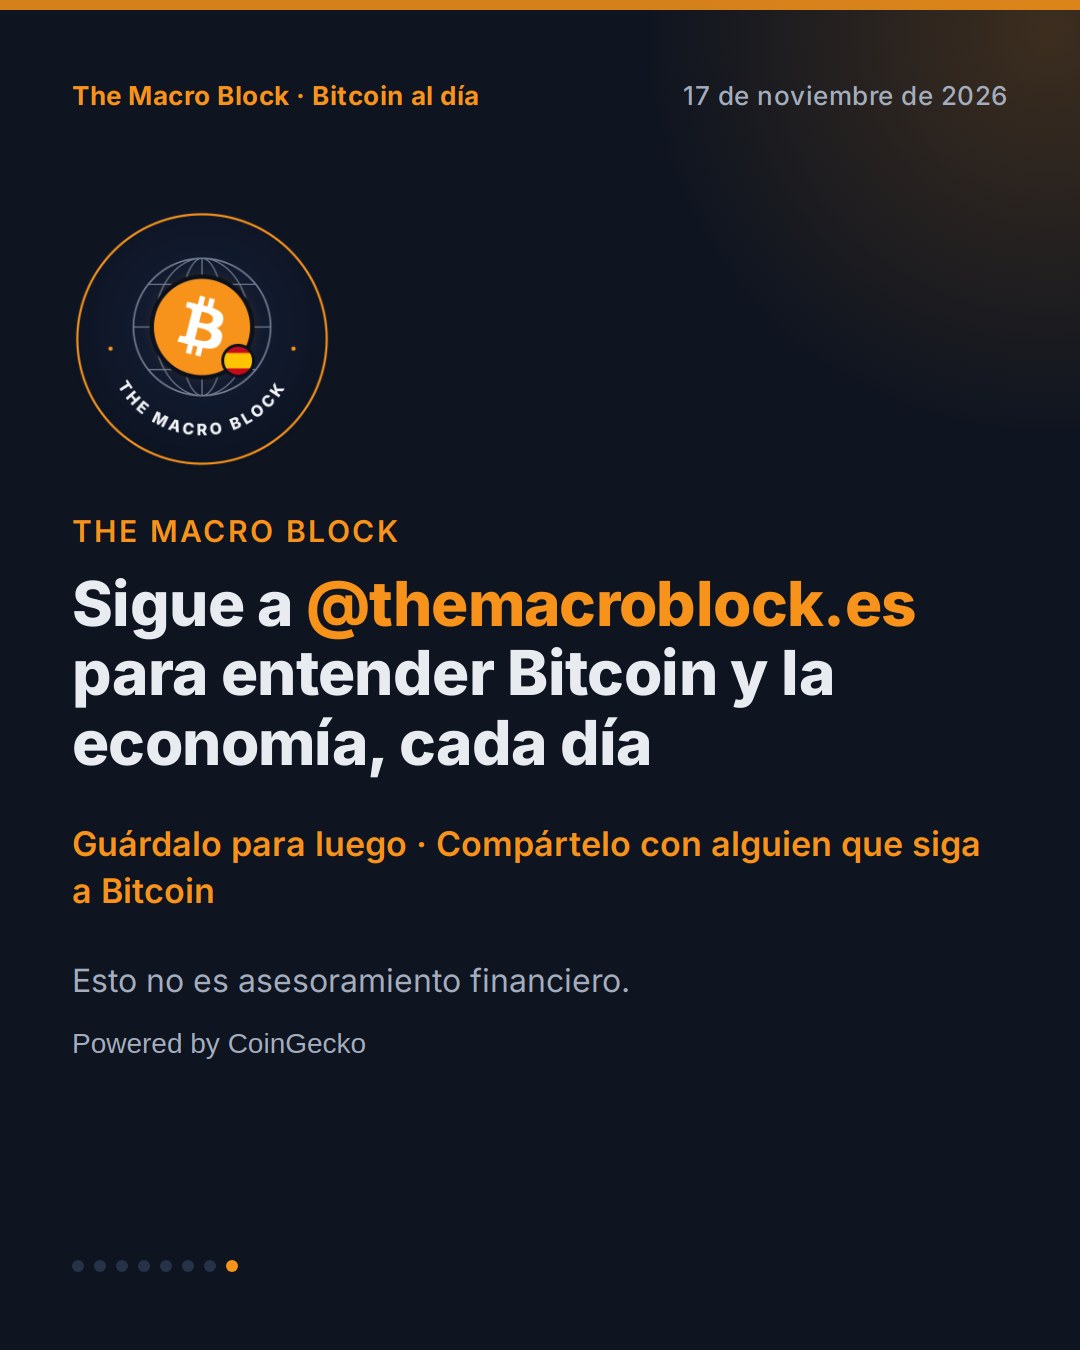 The Macro Block · Bitcoin al día
17 de noviembre de 2026
THE MACRO BLOCK
THE MACRO BLOCK
Sigue a @themacroblock.es
para entender Bitcoin y la
economía, cada día
Guárdalo para luego · Compártelo con alguien que siga
a Bitcoin
Esto no es asesoramiento financiero.
Powered by CoinGecko